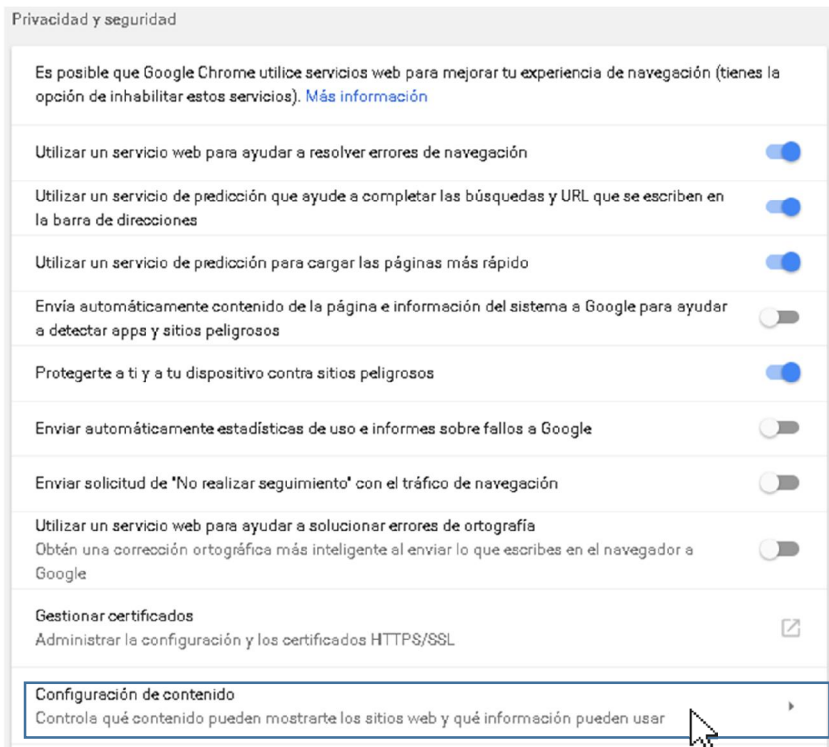 Privacidad y seguridad
Es posible que Google Chrome utilice servicios web para mejorar tu experiencia de navegación (tienes la
opción de inhabilitar estos servicios). Más información
Utilizar un servicio web para ayudar a resolver errores de navegación
Utilizar un servicio de predicción que ayude a completar las búsquedas y URL que se escriben en
la barra de direcciones
Utilizar un servicio de predicción para cargar las páginas más rápido
Envía automáticamente contenido de la página e información del sistema a Google para ayudar
a detectar apps y sitios peligrosos
Protegerte a ti y a tu dispositivo contra sitios peligrosos
Enviar automáticamente estadísticas de uso e informes sobre fallos a Google
Enviar solicitud de "No realizar seguimiento" con el tráfico de navegación
Utilizar un servicio web para ayudar a solucionar errores de ortografía
Obtén una corrección ortográfica más inteligente al enviar lo que escribes en el navegador a
Google
Gestionar certificados
Administrar la configuración y los certificados HTTPS/SSL
Configuración de contenido
Controla qué contenido pueden mostrarte los sitios web y qué información pueden usar